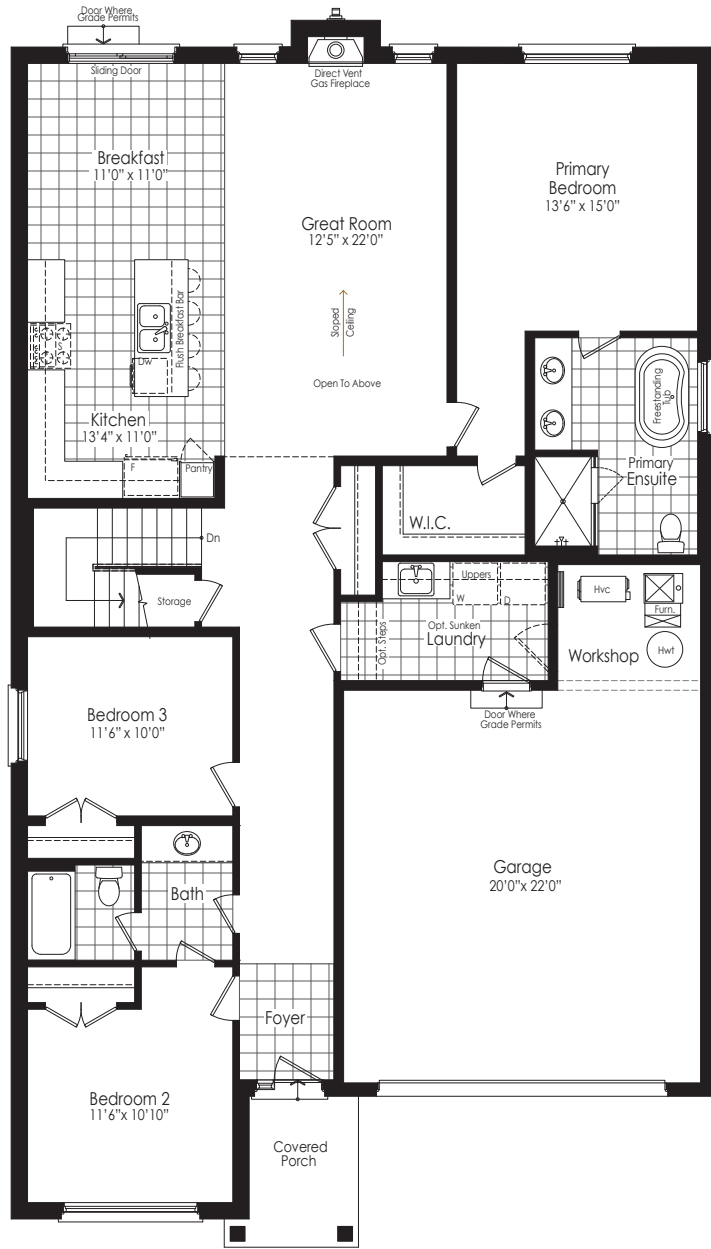 Door Where
Grade Permits
Sliding Door
Direct Vent
Gas Fireplace
Breakfast
11'0" x 11'0"
Primary
Bedroom
13'6" x 15'0"
Great Room
12'5" x 22'0"
Sloped
Ceiling
Open To Above
Flush Breakfast Bar
S
Dw
Kitchen
13'4" x 11'0"
F
Pantry
Freestanding
Tub
Primary
Ensuite
W.I.C.
Dn
Storage
Uppers
W
D
Opt. Sunken
Laundry
Opt. Steps
Hvc
Furn.
Hwt
Workshop
Door Where
Grade Permits
Bedroom 3
11'6" x 10'0"
Bath
Garage
20'0"x 22'0"
Foyer
Bedroom 2
11'6"x 10'10"
Covered
Porch